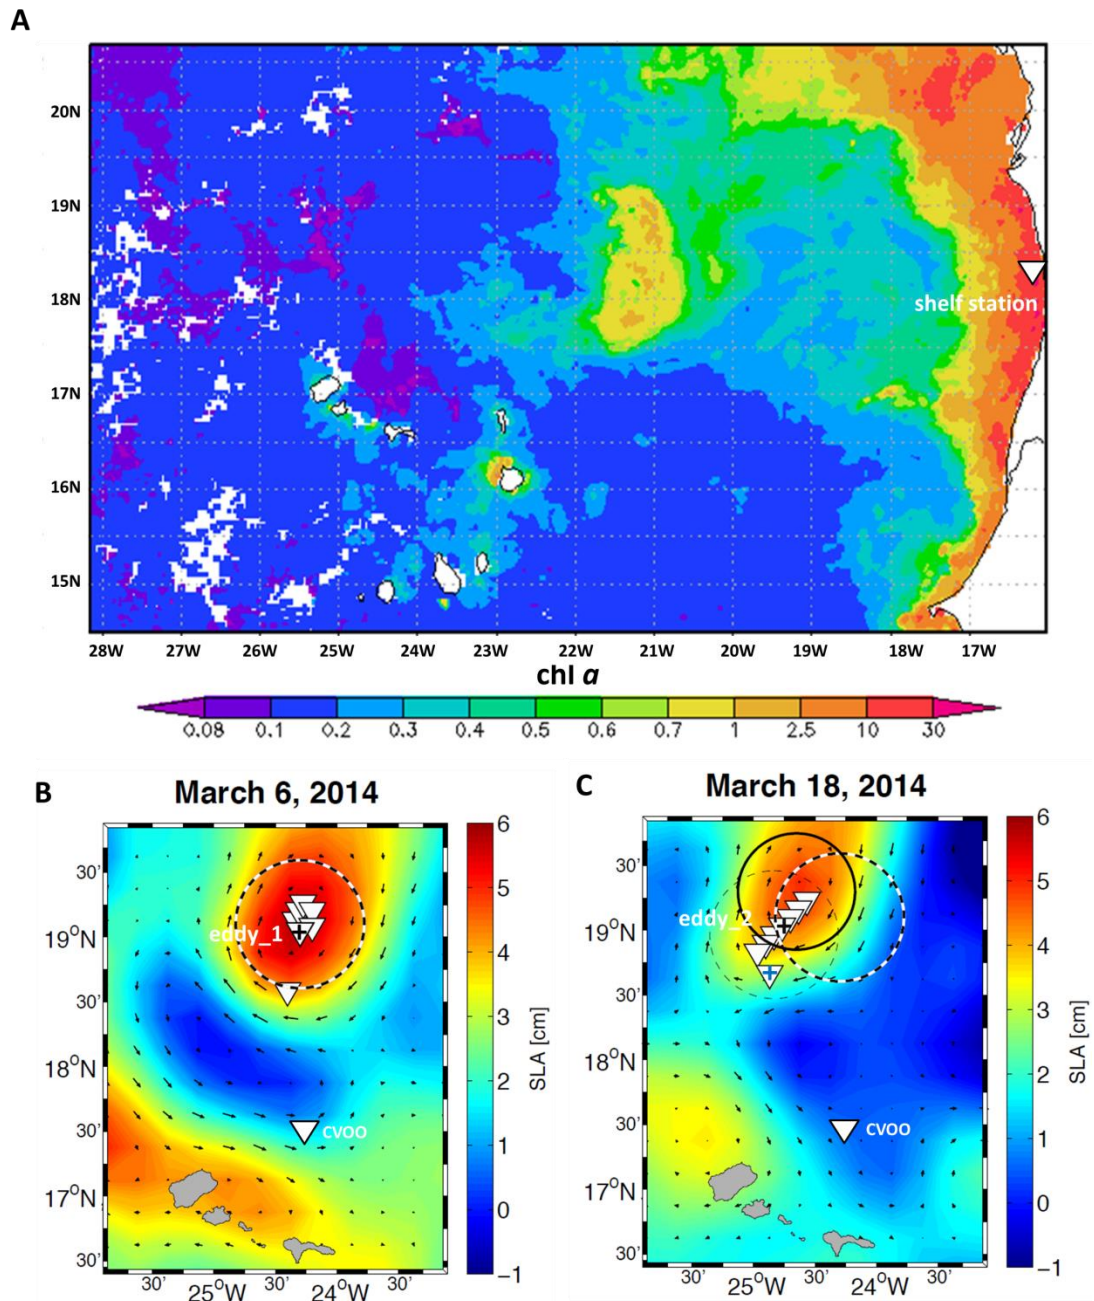 A
20N
19N
18N
17N
16N
15N
shelf station
28W 27W 26W 25W 24W 23W 22W 21W 20W 19W 18W 17W
chl a
0.08 0.1 0.2 0.3 0.4 0.5 0.6 0.7 1 2.5 10 30
B
March 6, 2014
30'
19°N
30'
18°N
30'
17°N
30'
eddy_1
cvoo
30' 25°W 30' 24°W 30'
6
5
4
3
2
1
0
−1
SLA [cm]
C
March 18, 2014
30'
19°N
30'
18°N
30'
17°N
30'
eddy_2
cvoo
30' 25°W 30' 24°W 30'
6
5
4
3
2
1
0
−1
SLA [cm]